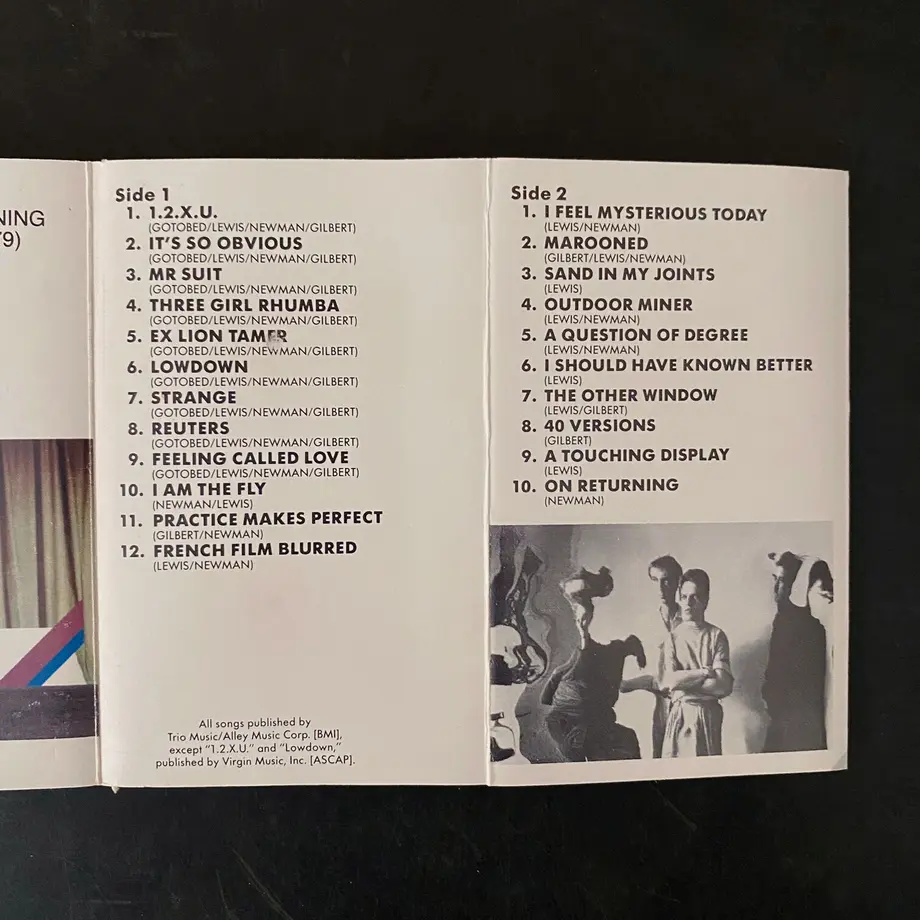 NING
79)
Side 1
1. 1.2.X.U.
(GOTOBED/LEWIS/NEWMAN/GILBERT)
2. IT'S SO OBVIOUS
(GOTOBED/LEWIS/NEWMAN/GILBERT)
3. MR SUIT
(GOTOBED/LEWIS/NEWMAN/GILBERT)
4. THREE GIRL RHUMBA
(GOTOBED/LEWIS/NEWMAN/GILBERT)
5. EX LION TAMER
(GOTOBED/LEWIS/NEWMAN/GILBERT)
6. LOWDOWN
(GOTOBED/LEWIS/NEWMAN/GILBERT)
7. STRANGE
(GOTOBED/LEWIS/NEWMAN/GILBERT)
8. REUTERS
(GOTOBED/LEWIS/NEWMAN/GILBERT)
9. FEELING CALLED LOVE
(GOTOBED/LEWIS/NEWMAN/GILBERT)
10. I AM THE FLY
(NEWMAN/LEWIS)
11. PRACTICE MAKES PERFECT
(GILBERT/NEWMAN)
12. FRENCH FILM BLURRED
(LEWIS/NEWMAN)
All songs published by
Trio Music/Alley Music Corp. [BMI],
except "1.2.X.U." and "Lowdown,"
published by Virgin Music, Inc. [ASCAP].
Side 2
1. I FEEL MYSTERIOUS TODAY
(LEWIS/NEWMAN)
2. MAROONED
(GILBERT/LEWIS/NEWMAN)
3. SAND IN MY JOINTS
(LEWIS)
4. OUTDOOR MINER
(LEWIS/NEWMAN)
5. A QUESTION OF DEGREE
(LEWIS/NEWMAN)
6. I SHOULD HAVE KNOWN BETTER
(LEWIS)
7. THE OTHER WINDOW
(LEWIS/GILBERT)
8. 40 VERSIONS
(GILBERT)
9. A TOUCHING DISPLAY
(LEWIS)
10. ON RETURNING
(NEWMAN)